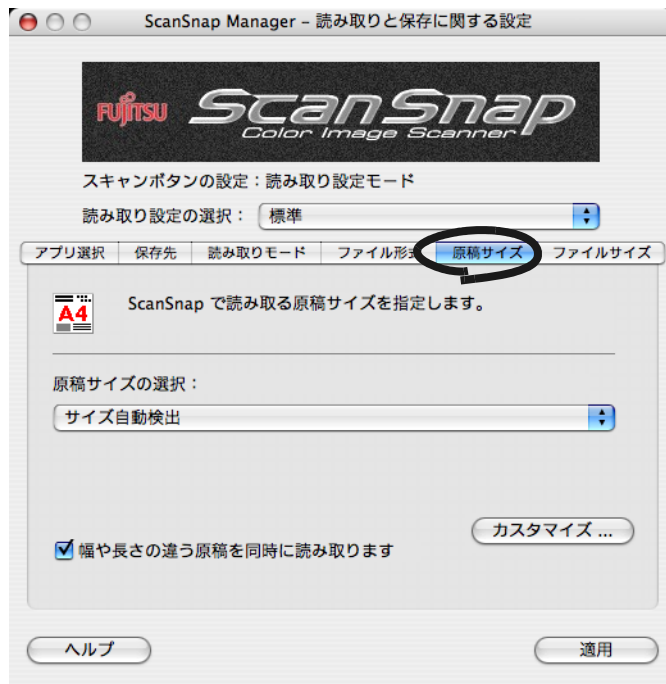 ScanSnap Manager – 読み取りと保存に関する設定
FUJITSU ScanSnap
Color Image Scanner
スキャンボタンの設定：読み取り設定モード
読み取り設定の選択： 標準
アプリ選択 保存先 読み取りモード ファイル形式 原稿サイズ ファイルサイズ
A4 ScanSnap で読み取る原稿サイズを指定します。
原稿サイズの選択：
サイズ自動検出
カスタマイズ ...
幅や長さの違う原稿を同時に読み取ります
ヘルプ 適用